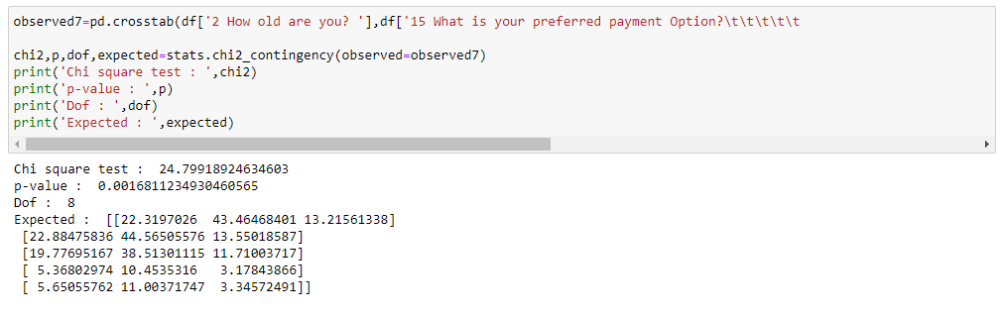 observed7=pd.crosstab(df['2 How old are you? '],df['15 What is your preferred payment Option?\t\t\t\t\t
chi2,p,dof,expected=stats.chi2_contingency(observed=observed7)
print('Chi square test : ',chi2)
print('p-value : ',p)
print('Dof : ',dof)
print('Expected : ',expected)
Chi square test :  24.79918924634603
p-value :  0.0016811234930460565
Dof :  8
Expected :  [[22.3197026  43.46468401 13.21561338]
 [22.88475836 44.56505576 13.55018587]
 [19.77695167 38.51301115 11.71003717]
 [ 5.36802974 10.4535316   3.17843866]
 [ 5.65055762 11.00371747  3.34572491]]